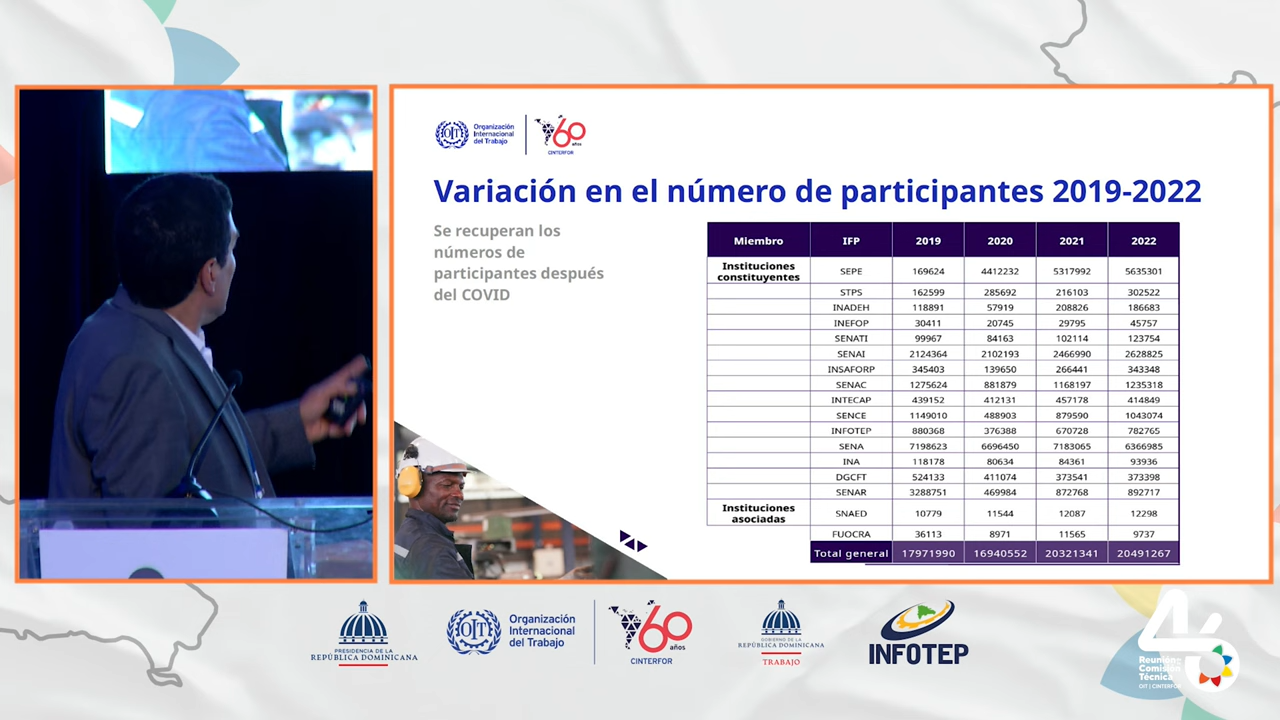 OIT
Organización
Internacional
del Trabajo
60
años
CINTERFOR
Variación en el número de participantes 2019-2022
Se recuperan los
números de
participantes después
del COVID
Miembro IFP 2019 2020 2021 2022
Instituciones
constituyentes
SEPE 169624 4412232 5317992 5635301
STPS 162599 285692 216103 302522
INADEH 118891 57919 208826 186683
INEFOP 30411 20745 29795 45757
SENATI 99967 84163 102114 123754
SENAI 2124364 2102193 2466990 2628825
INSAFORP 345403 139650 266441 343348
SENAC 1275624 881879 1168197 1235318
INTECAP 439152 412131 457178 414849
SENCE 1149010 488903 879590 1043074
INFOTEP 880368 376388 670728 782765
SENA 7198623 6696450 7183065 6366985
INA 118178 80634 84361 93936
DGCFT 524133 411074 373541 373398
SENAR 3288751 469984 872768 892717
Instituciones
asociadas
SNAED 10779 11544 12087 12298
FUOCRA 36113 8971 11565 9737
Total general 17971990 16940552 20321341 20491267
PRESIDENCIA DE LA
REPÚBLICA DOMINICANA
OIT
Organización
Internacional
del Trabajo
60
años
CINTERFOR
GOBIERNO DE LA
REPÚBLICA DOMINICANA
TRABAJO
INFOTEP
46
Reunión
Comisión
Técnica
OIT | CINTERFOR